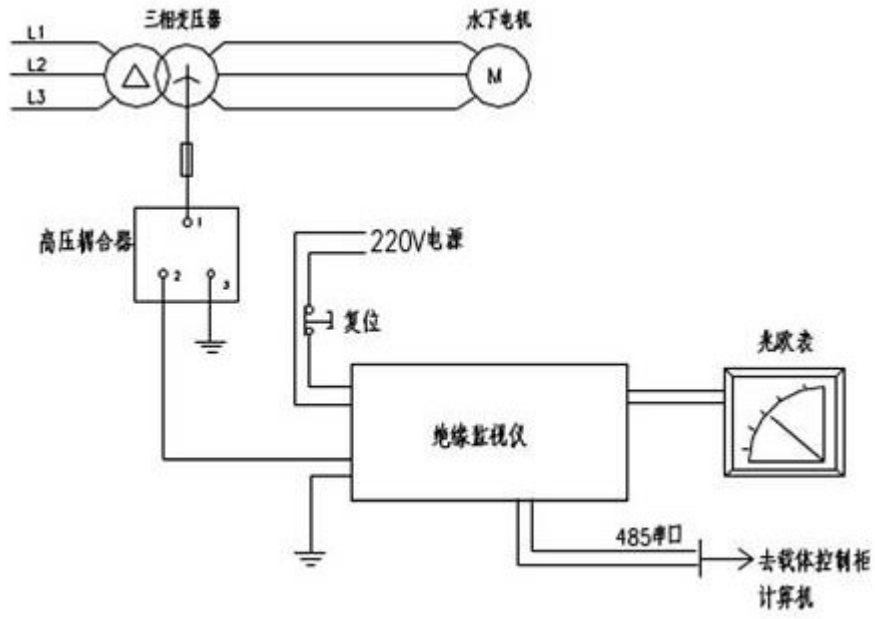 三相变压器
水下电机
L1
L2
L3
M
1
高压耦合器
2
3
220V电源
复位
兆欧表
绝缘监视仪
485串口
去载体控制柜
计算机